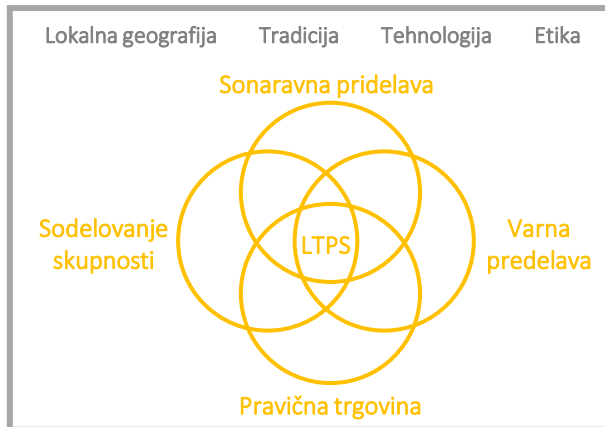 Lokalna geografija Tradicija Tehnologija Etika
Sonaravna pridelava
Sodelovanje
skupnosti
LTPS
Varna
predelava
Pravična trgovina